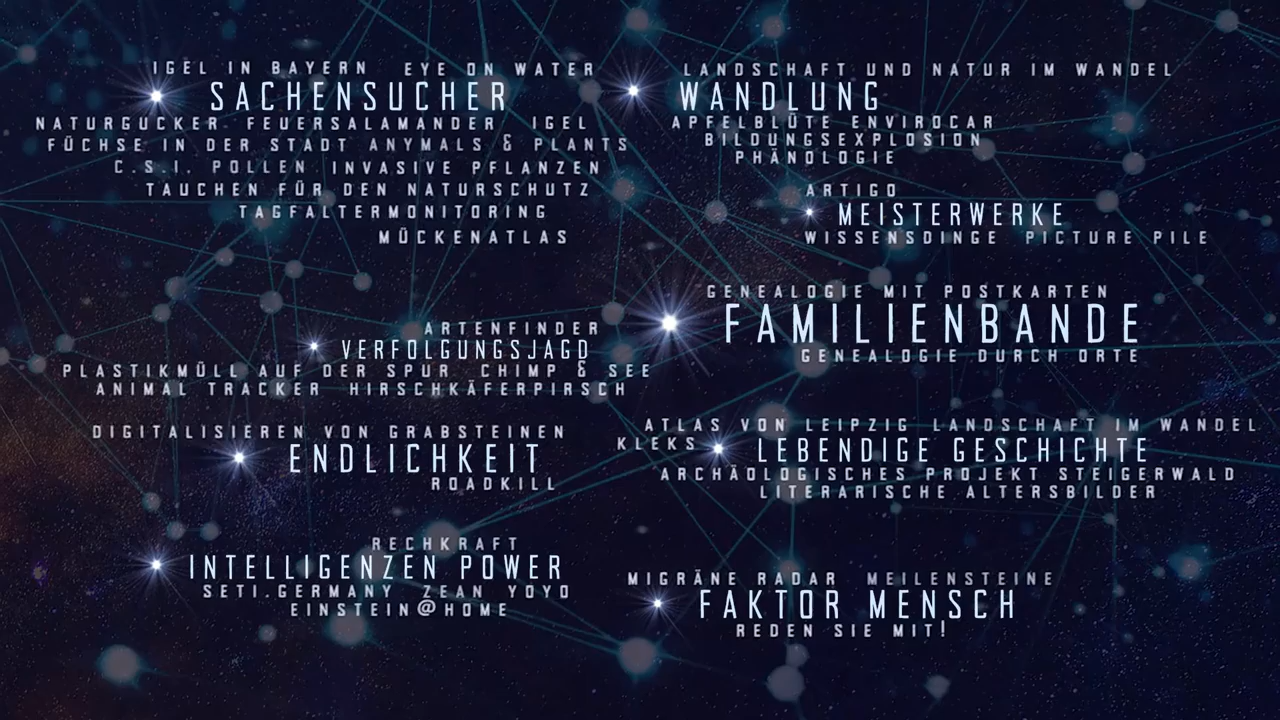 IGEL IN BAYERN EYE ON WATER
SACHENSUCHER
NATURGUCKER FEUERSALAMANDER IGEL
FÜCHSE IN DER STADT ANYMALS & PLANTS
C.S.I. POLLEN INVASIVE PFLANZEN
TAUCHEN FÜR DEN NATURSCHUTZ
TAGFALTERMONITORING
MÜCKENATLAS
LANDSCHAFT UND NATUR IM WANDEL
WANDLUNG
APFELBLÜTE ENVIROCAR
BILDUNGSEXPLOSION
PHÄNOLOGIE
ARTIGO
MEISTERWERKE
WISSENSDINGE PICTURE PILE
GENEALOGIE MIT POSTKARTEN
FAMILIENBANDE
GENEALOGIE DURCH ORTE
ARTENFINDER
VERFOLGUNGSJAGD
PLASTIKMÜLL AUF DER SPUR CHIMP & SEE
ANIMAL TRACKER HIRSCHKÄFERPIRSCH
DIGITALISIEREN VON GRABSTEINEN
ENDLICHKEIT
ROADKILL
ATLAS VON LEIPZIG LANDSCHAFT IM WANDEL
KLEKS
LEBENDIGE GESCHICHTE
ARCHÄOLOGISCHES PROJEKT STEIGERWALD
LITERARISCHE ALTERSBILDER
RECHKRAFT
INTELLIGENZEN POWER
SETI.GERMANY ZEAN YOYO
EINSTEIN@HOME
MIGRÄNE RADAR MEILENSTEINE
FAKTOR MENSCH
REDEN SIE MIT!